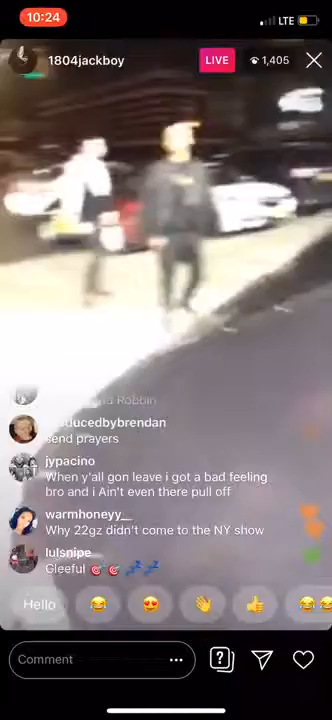 10:24
LTE
1804jackboy
LIVE
1,405
Robbin
send prayers
jypacino
When y'all gon leave i got a bad feeling
bro and i Ain't even there pull off
warmhoneyy__
Why 22gz didn't come to the NY show
lulsnipe
Gleeful 🎯 🎯 💤 💤
Hello
😂 😍 👏 👍 😂
Comment